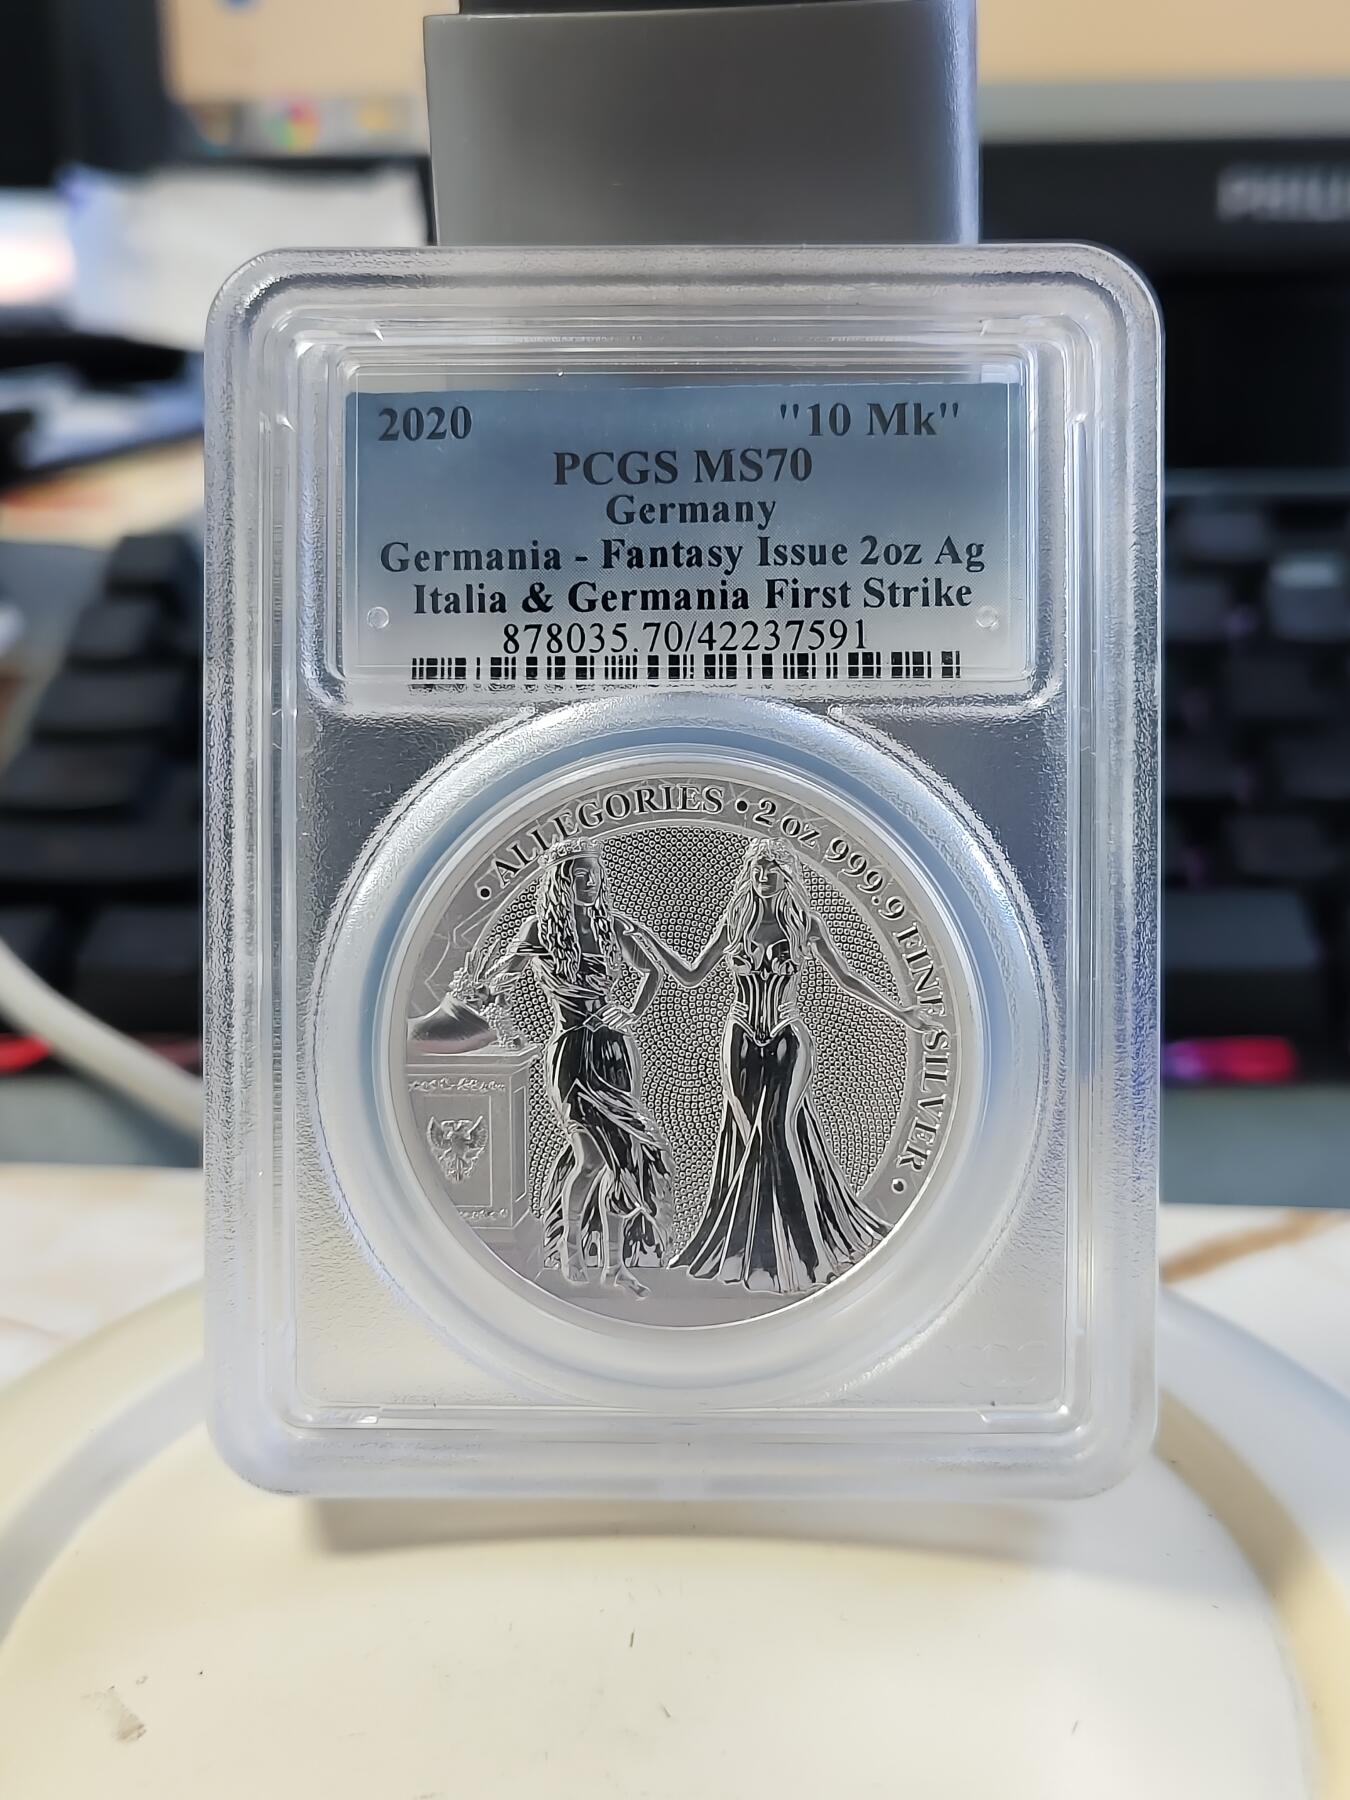 2020 "10 Mk"
PCGS MS70
Germany
Germania - Fantasy Issue 2oz Ag
Italia & Germania First Strike
878035.70/42237591
• ALLEGORIES • 2 oz 999.9 FINE SILVER •